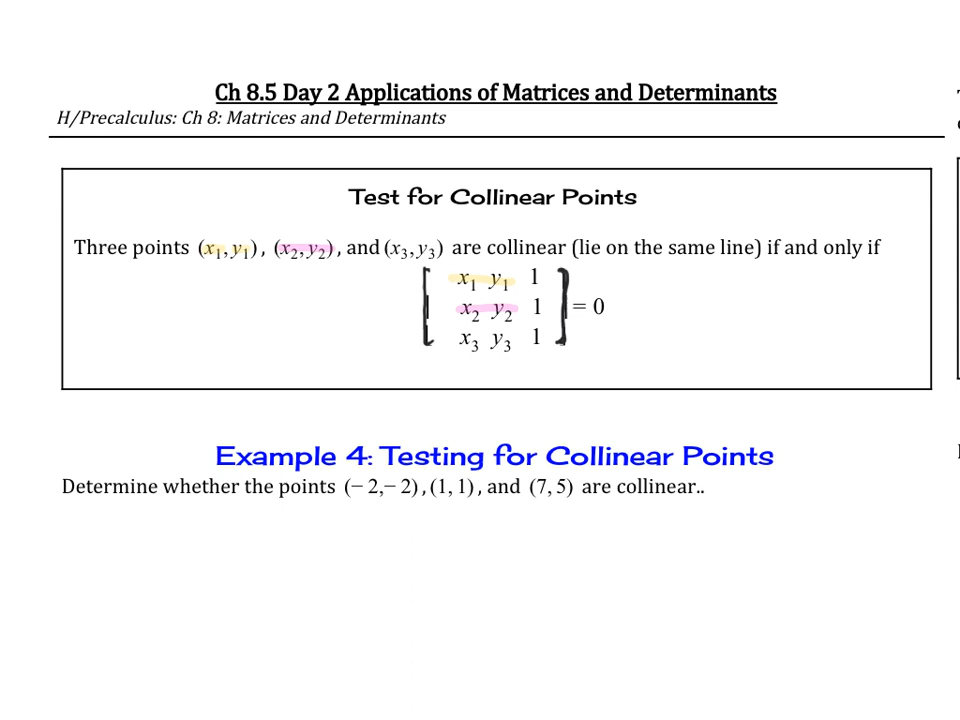 Ch 8.5 Day 2 Applications of Matrices and Determinants
H/Precalculus: Ch 8: Matrices and Determinants
Test for Collinear Points
Three points (x₁, y₁), (x₂, y₂), and (x₃, y₃) are collinear (lie on the same line) if and only if
[ x₁ y₁ 1
x₂ y₂ 1 ] = 0
x₃ y₃ 1
Example 4: Testing for Collinear Points
Determine whether the points (− 2,− 2), (1, 1), and (7, 5) are collinear..